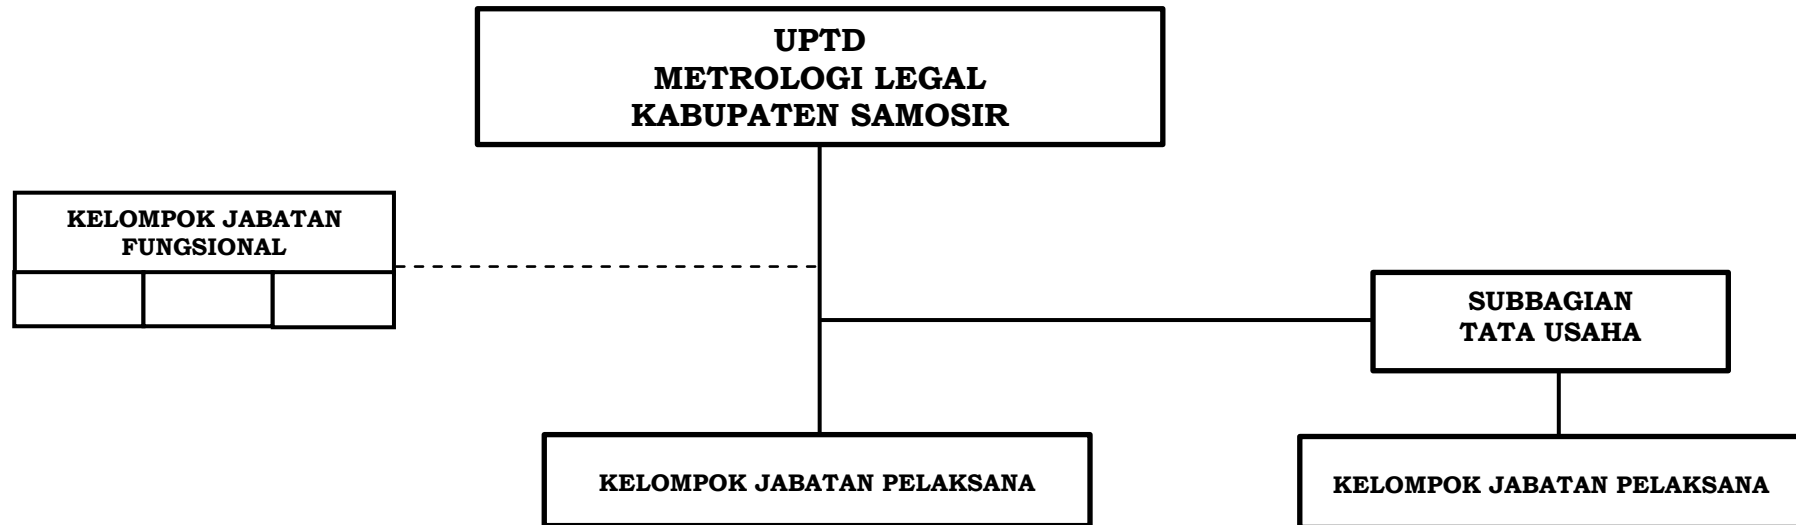 UPTD
METROLOGI LEGAL
KABUPATEN SAMOSIR
KELOMPOK JABATAN
FUNGSIONAL
SUBBAGIAN
TATA USAHA
KELOMPOK JABATAN PELAKSANA
KELOMPOK JABATAN PELAKSANA